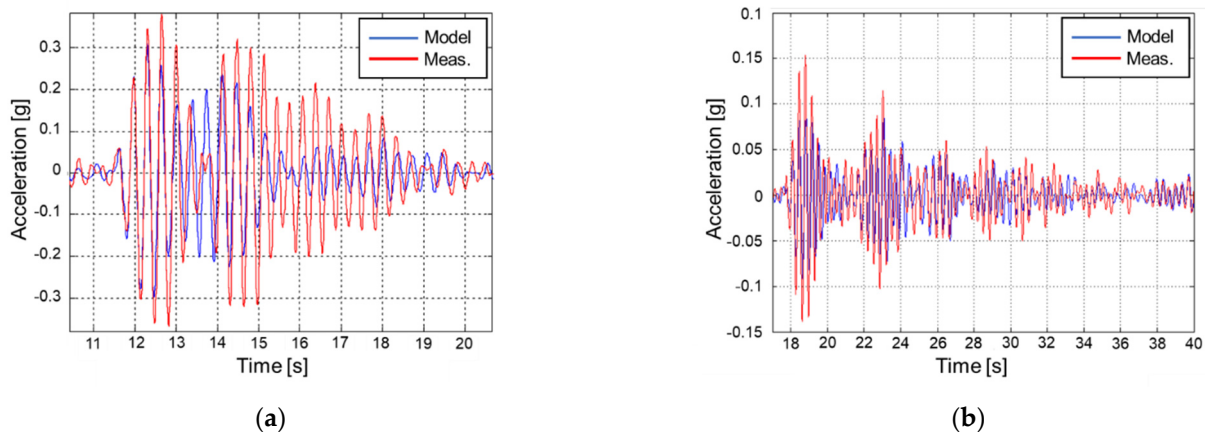 0.3
0.2
0.1
0
-0.1
-0.2
-0.3
Acceleration [g]
Model
Meas.
11 12 13 14 15 16 17 18 19 20
Time [s]
(a)
0.2
0.15
0.1
0.05
0
-0.05
-0.1
-0.15
Acceleration [g]
Model
Meas.
18 20 22 24 26 28 30 32 34 36 38 40
Time [s]
(b)